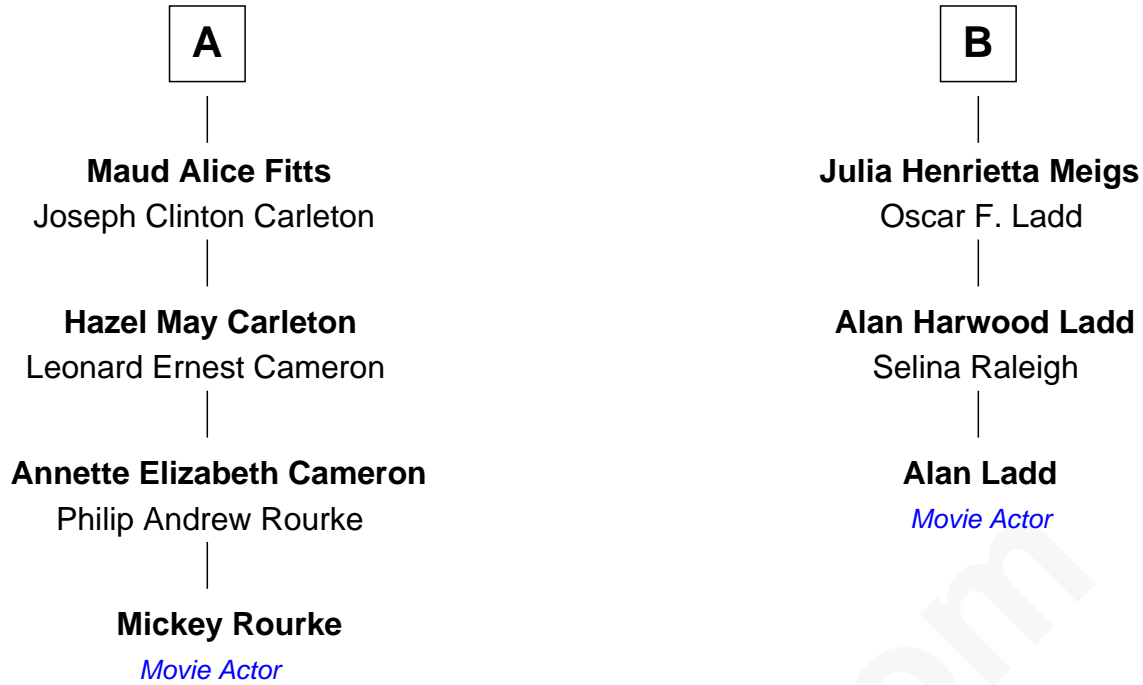 A
Maud Alice Fitts
Joseph Clinton Carleton
Hazel May Carleton
Leonard Ernest Cameron
Annette Elizabeth Cameron
Philip Andrew Rourke
Mickey Rourke
Movie Actor
B
Julia Henrietta Meigs
Oscar F. Ladd
Alan Harwood Ladd
Selina Raleigh
Alan Ladd
Movie Actor
om